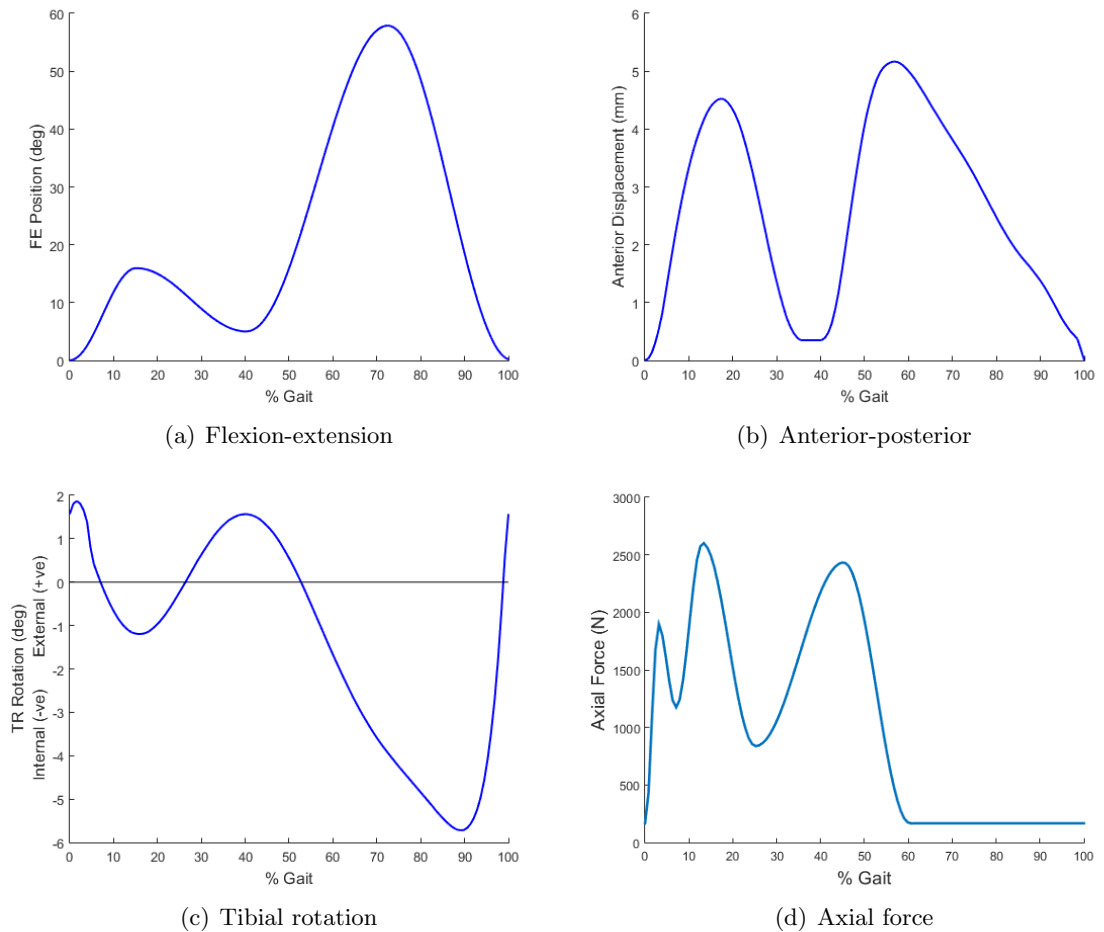 60
50
40
30
20
10
0
FE Position (deg)
0 10 20 30 40 50 60 70 80 90 100
% Gait
(a) Flexion-extension
6
5
4
3
2
1
0
Anterior Displacement (mm)
0 10 20 30 40 50 60 70 80 90 100
% Gait
(b) Anterior-posterior
2
1
0
-1
-2
-3
-4
-5
-6
TR Rotation (deg)
Internal (-ve) External (+ve)
0 10 20 30 40 50 60 70 80 90 100
% Gait
(c) Tibial rotation
3000
2500
2000
1500
1000
500
0
Axial Force (N)
0 10 20 30 40 50 60 70 80 90 100
% Gait
(d) Axial force